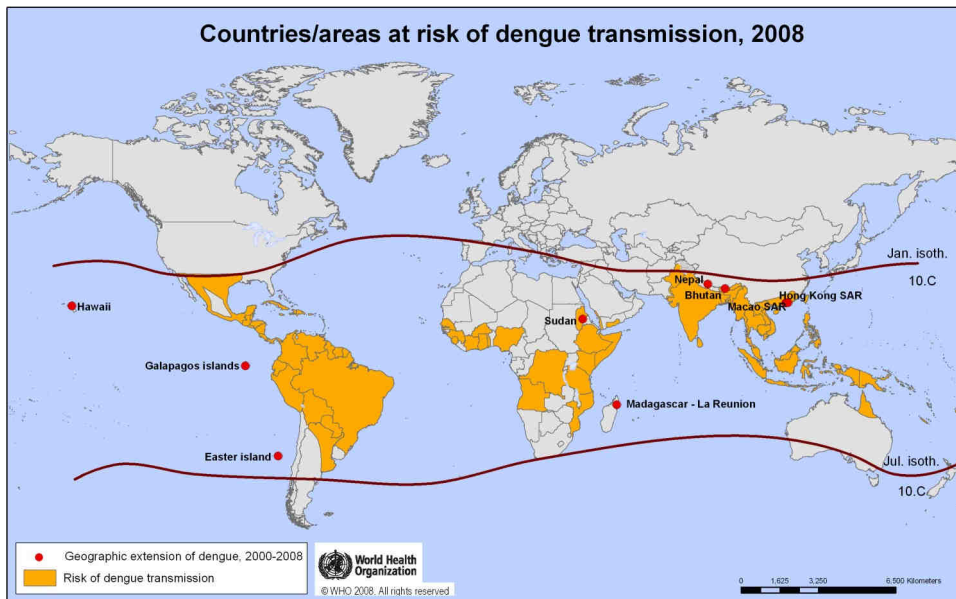 Countries/areas at risk of dengue transmission, 2008
Jan. isoth.
10.C
Hawaii
Nepal
Bhutan
Hong Kong SAR
Macao SAR
Sudan
Galapagos islands
Madagascar - La Reunion
Easter island
Jul. isoth.
10.C
Geographic extension of dengue, 2000-2008
Risk of dengue transmission
World Health
Organization
© WHO 2008. All rights reserved
0 1,625 3,250 6,500 Kilometers